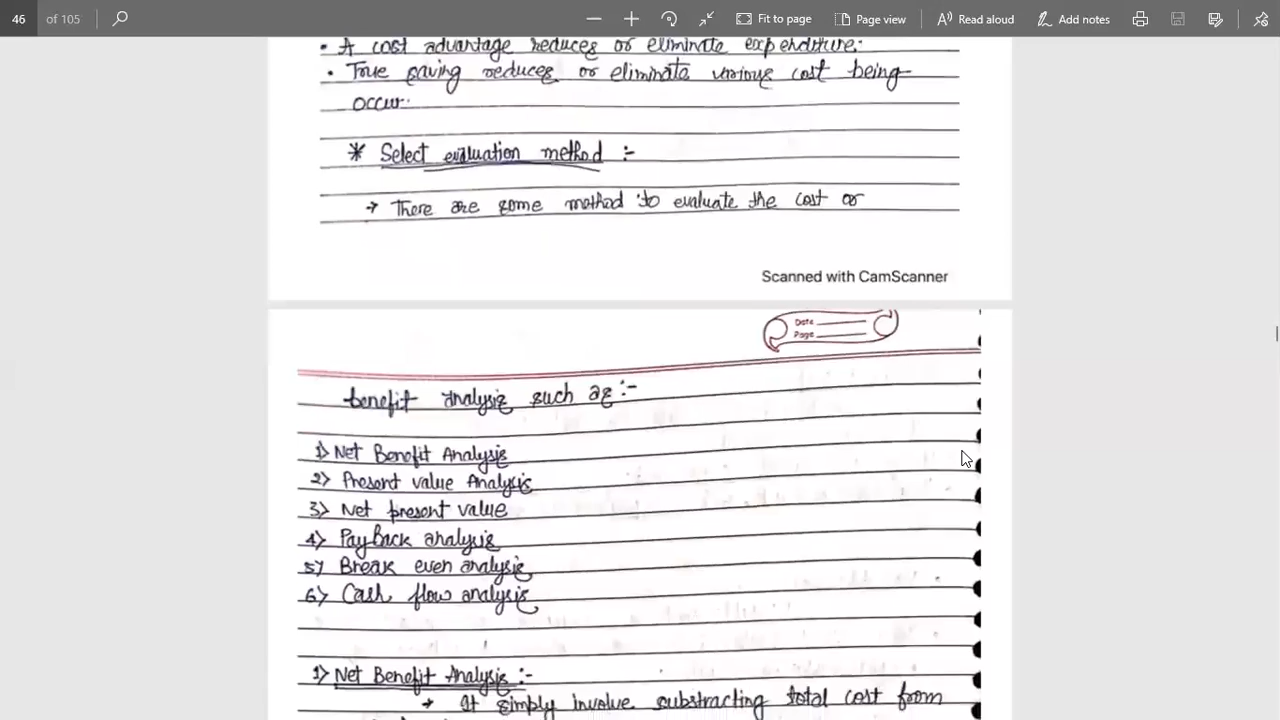 46 of 105
Fit to page
Page view
Read aloud
Add notes
• A cost advantage reduces or eliminate expenditure.
• True saving reduces or eliminate various cost being
occur.
* Select evaluation method :-
→ There are some method to evaluate the cost or
Scanned with CamScanner
Date
Page
benefit analysis such as:-
1) Net Benefit Analysis
2) Present value Analysis
3) Net present value
4) PayBack analysis
5) Break even analysis
6) Cash flow analysis
1) Net Benefit Analysis :-
→ It simply involve substracting total cost from